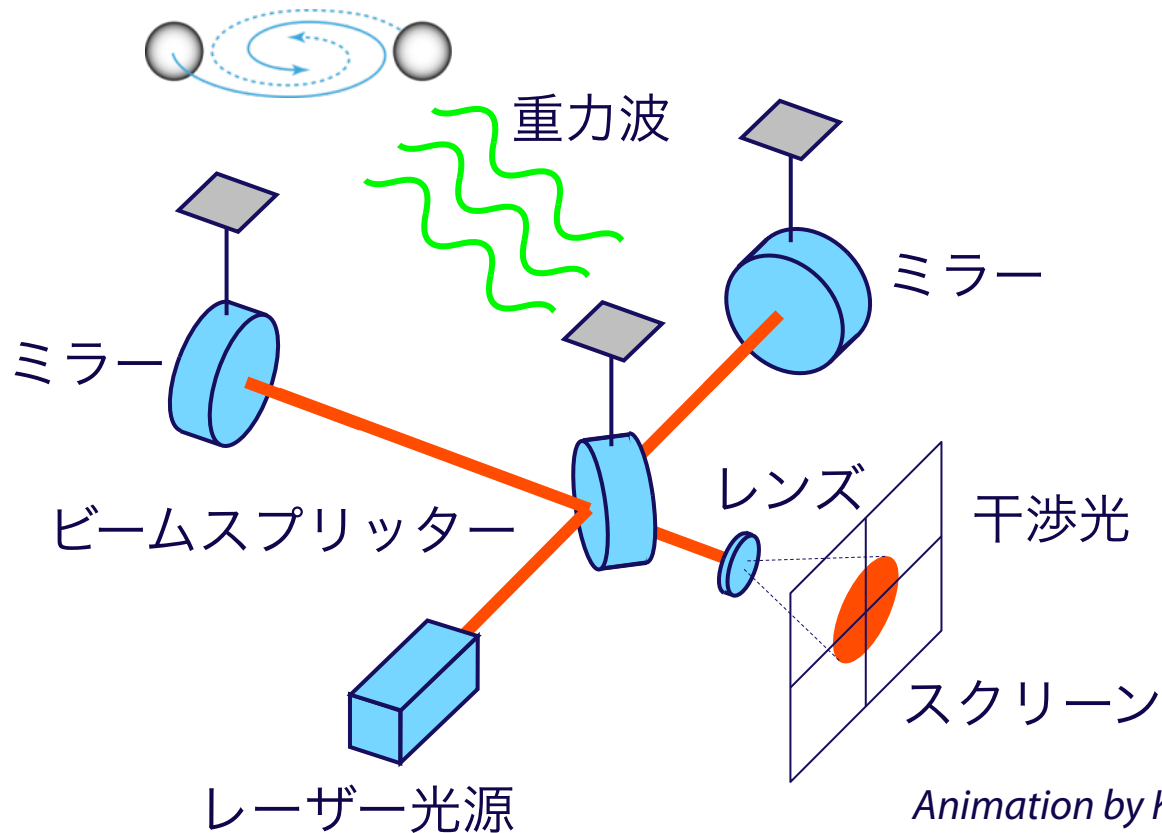 重力波
ミラー
ミラー
レンズ
干渉光
ビームスプリッター
スクリーン
レーザー光源
Animation by